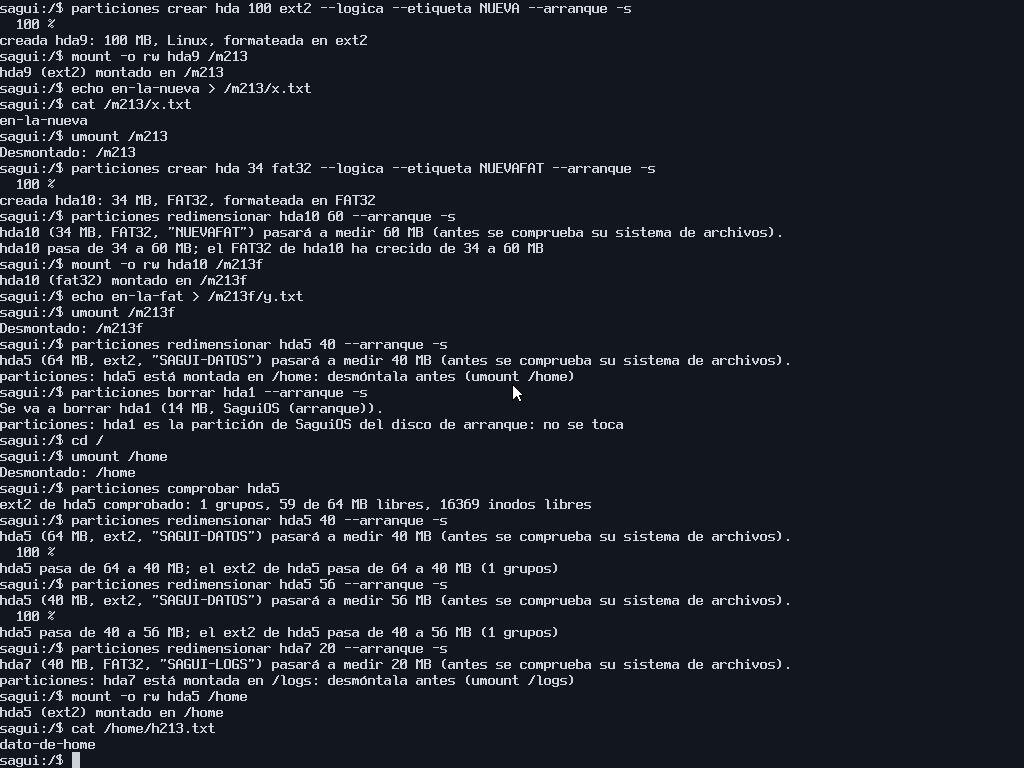 sagui:/$ particiones crear hda 100 ext2 --logica --etiqueta NUEVA --arranque -s
  100 %
creada hda9: 100 MB, Linux, formateada en ext2
sagui:/$ mount -o rw hda9 /m213
hda9 (ext2) montado en /m213
sagui:/$ echo en-la-nueva > /m213/x.txt
sagui:/$ cat /m213/x.txt
en-la-nueva
sagui:/$ umount /m213
Desmontado: /m213
sagui:/$ particiones crear hda 34 fat32 --logica --etiqueta NUEVAFAT --arranque -s
  100 %
creada hda10: 34 MB, FAT32, formateada en FAT32
sagui:/$ particiones redimensionar hda10 60 --arranque -s
hda10 (34 MB, FAT32, "NUEVAFAT") pasará a medir 60 MB (antes se comprueba su sistema de archivos).
hda10 pasa de 34 a 60 MB; el FAT32 de hda10 ha crecido de 34 a 60 MB
sagui:/$ mount -o rw hda10 /m213f
hda10 (fat32) montado en /m213f
sagui:/$ echo en-la-fat > /m213f/y.txt
sagui:/$ umount /m213f
Desmontado: /m213f
sagui:/$ particiones redimensionar hda5 40 --arranque -s
hda5 (64 MB, ext2, "SAGUI-DATOS") pasará a medir 40 MB (antes se comprueba su sistema de archivos).
particiones: hda5 está montada en /home: desmóntala antes (umount /home)
sagui:/$ particiones borrar hda1 --arranque -s
Se va a borrar hda1 (14 MB, SaguiOS (arranque)).
particiones: hda1 es la partición de SaguiOS del disco de arranque: no se toca
sagui:/$ cd /
sagui:/$ umount /home
Desmontado: /home
sagui:/$ particiones comprobar hda5
ext2 de hda5 comprobado: 1 grupos, 59 de 64 MB libres, 16369 inodos libres
sagui:/$ particiones redimensionar hda5 40 --arranque -s
hda5 (64 MB, ext2, "SAGUI-DATOS") pasará a medir 40 MB (antes se comprueba su sistema de archivos).
  100 %
hda5 pasa de 64 a 40 MB; el ext2 de hda5 pasa de 64 a 40 MB (1 grupos)
sagui:/$ particiones redimensionar hda5 56 --arranque -s
hda5 (40 MB, ext2, "SAGUI-DATOS") pasará a medir 56 MB (antes se comprueba su sistema de archivos).
  100 %
hda5 pasa de 40 a 56 MB; el ext2 de hda5 pasa de 40 a 56 MB (1 grupos)
sagui:/$ particiones redimensionar hda7 20 --arranque -s
hda7 (40 MB, FAT32, "SAGUI-LOGS") pasará a medir 20 MB (antes se comprueba su sistema de archivos).
particiones: hda7 está montada en /logs: desmóntala antes (umount /logs)
sagui:/$ mount -o rw hda5 /home
hda5 (ext2) montado en /home
sagui:/$ cat /home/h213.txt
dato-de-home
sagui:/$